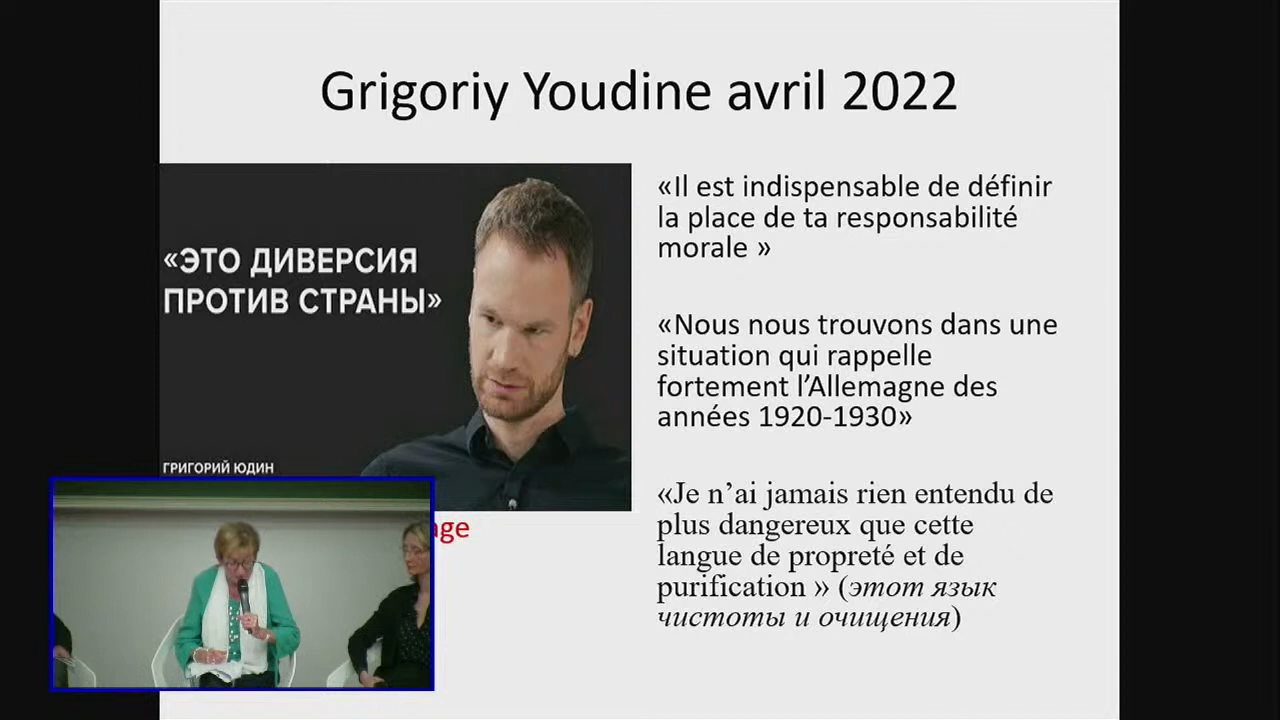 Grigoriy Youdine avril 2022
«ЭТО ДИВЕРСИЯ
ПРОТИВ СТРАНЫ»
ГРИГОРИЙ ЮДИН
«Il est indispensable de définir
la place de ta responsabilité
morale »
«Nous nous trouvons dans une
situation qui rappelle
fortement l’Allemagne des
années 1920-1930»
«Je n’ai jamais rien entendu de
plus dangereux que cette
langue de propreté et de
purification » (этот язык
чистоты и очищения)